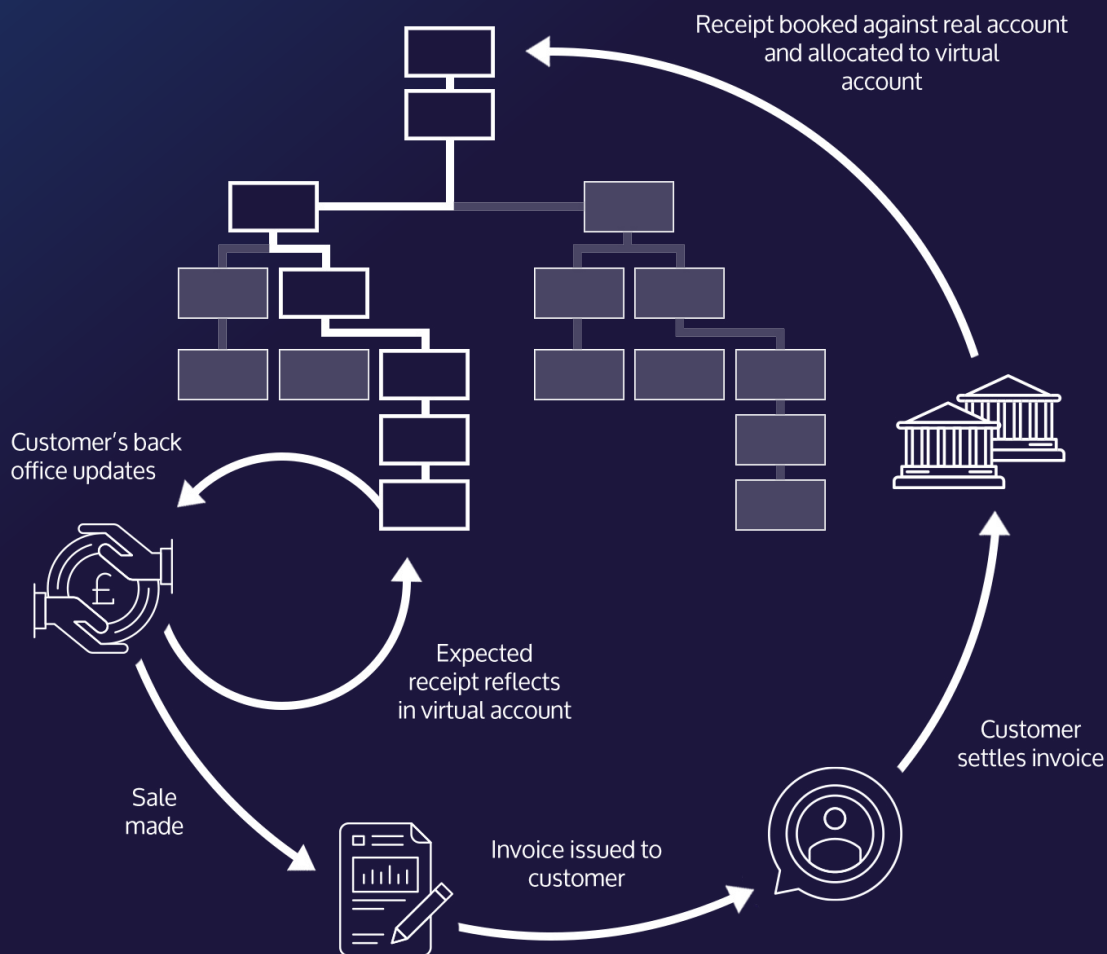 Receipt booked against real account
and allocated to virtual
account
Customer's back
office updates
£
Expected
receipt reflects
in virtual account
Customer
settles invoice
Sale
made
Invoice issued to
customer